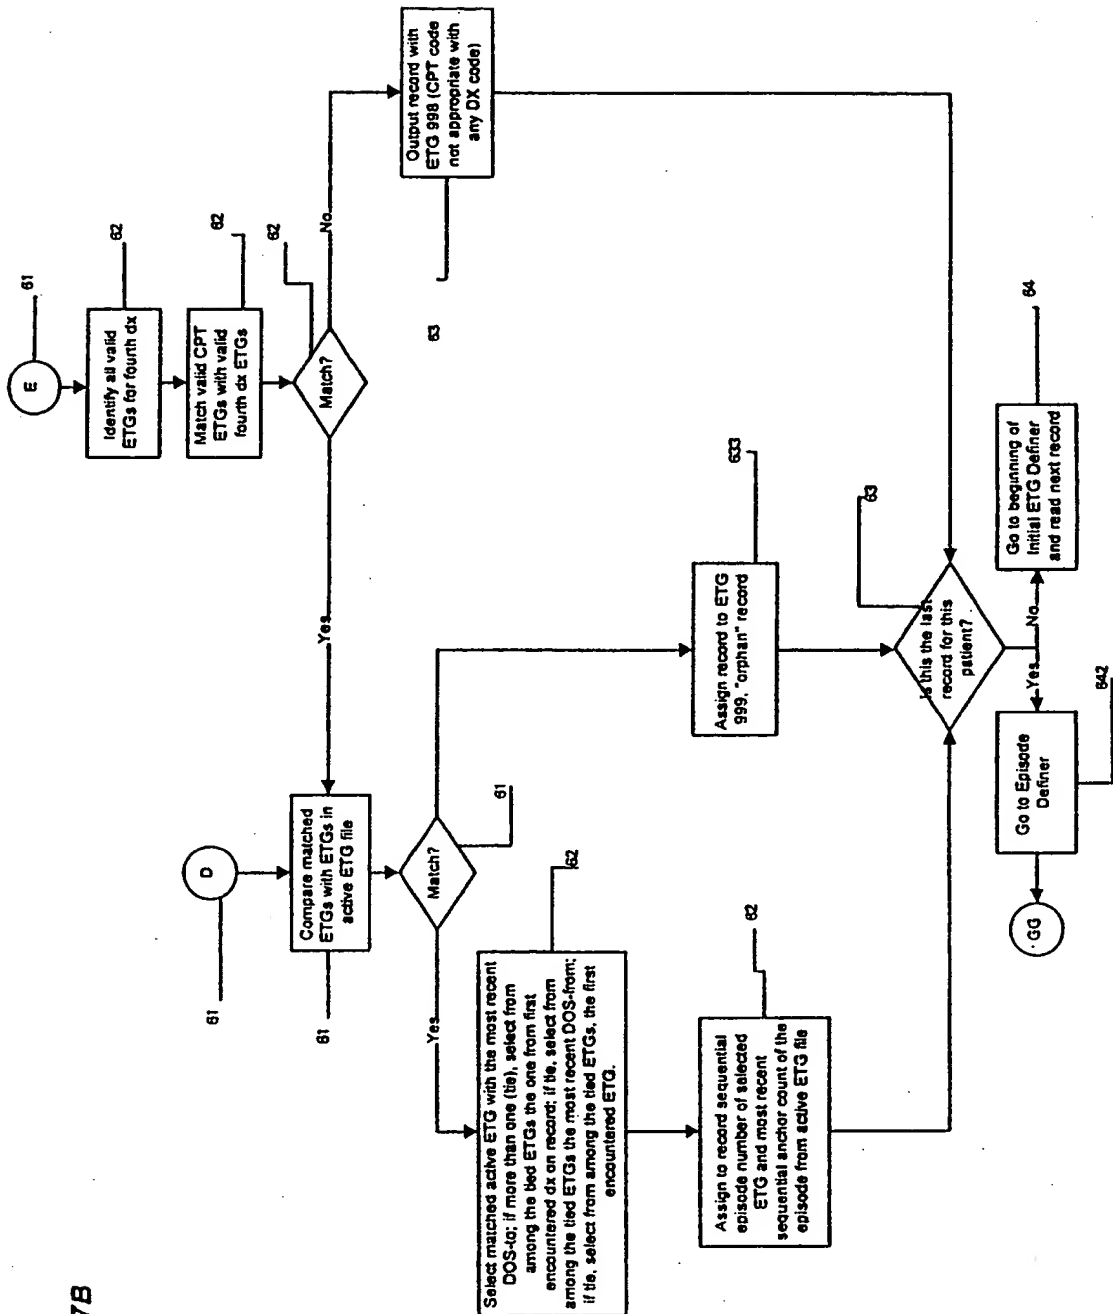 E
61
Identify all valid
ETGs for fourth dx
62
Match valid CPT
ETGs with valid
fourth dx ETGs
62
62
Match?
No
Yes
Output record with
ETG 998 (CPT code
not appropriate with
any DX code)
63
D
61
Compare matched
ETGs with ETGs in
active ETG file
61
Match?
61
Yes
Select matched active ETG with the most recent
DOS-to; if more than one (tie), select from
among the tied ETGs the one from first
encountered dx on record; if tie, select from
among the tied ETGs the most recent DOS-from;
if tie, select from among the tied ETGs, the first
encountered ETG.
62
Assign to record sequential
episode number of selected
ETG and most recent
sequential anchor count of the
episode from active ETG file
62
Assign record to ETG
999, "orphan" record
633
Is this the last
record for this
patient?
63
Yes
No
Go to beginning of
Initial ETG Definer
and read next record
64
Go to Episode
Definer
642
GG
7B